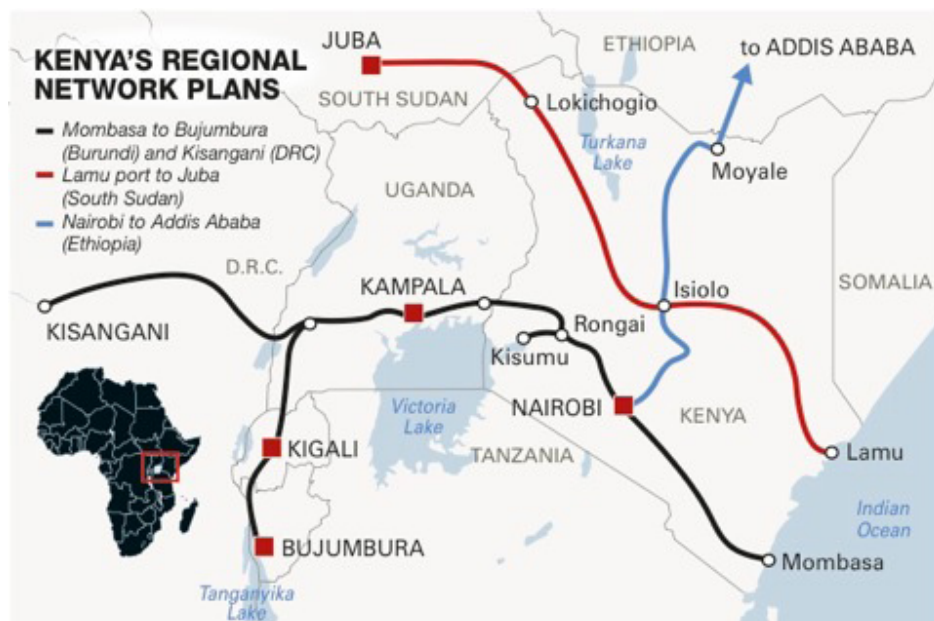 KENYA'S REGIONAL
NETWORK PLANS
Mombasa to Bujumbura
(Burundi) and Kisangani (DRC)
Lamu port to Juba
(South Sudan)
Nairobi to Addis Ababa
(Ethiopia)
JUBA
SOUTH SUDAN
ETHIOPIA
to ADDIS ABABA
Lokichogio
Turkana
Lake
Moyale
UGANDA
D.R.C.
SOMALIA
KAMPALA
Isiolo
KISANGANI
Rongai
Kisumu
Victoria
Lake
NAIROBI
KENYA
KIGALI
TANZANIA
Lamu
Indian
Ocean
BUJUMBURA
Mombasa
Tanganyika
Lake